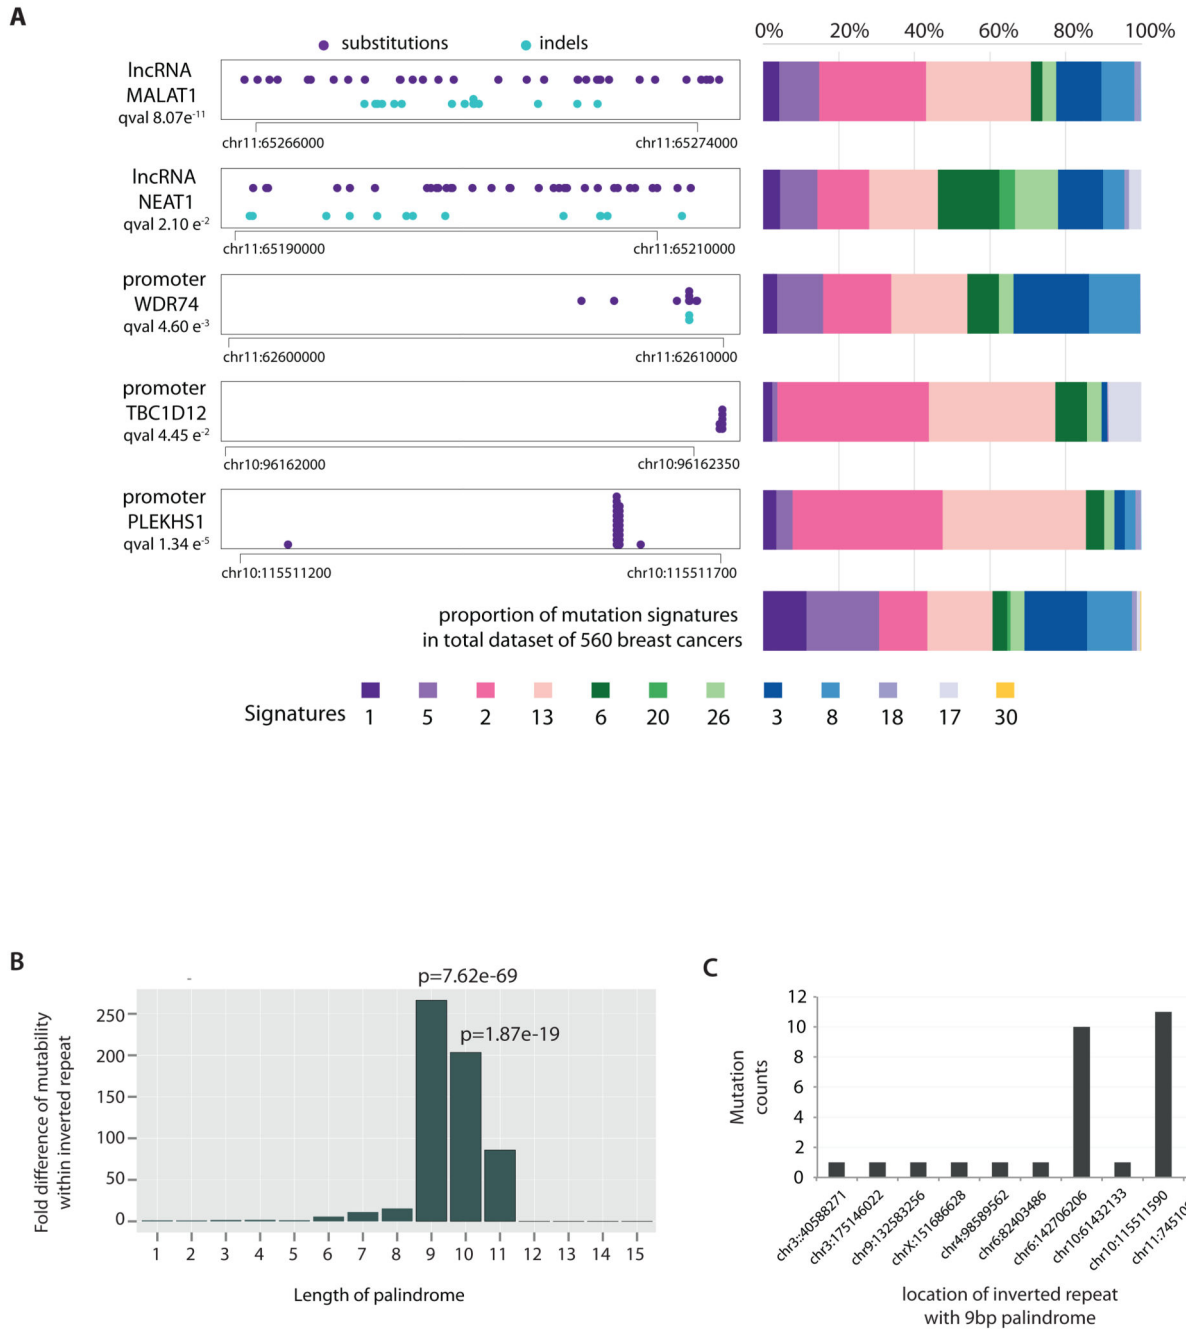 A
substitutions
indels
0% 20% 40% 60% 80% 100%
lncRNA
MALAT1
qval 8.07e-11
chr11:65266000 chr11:65274000
lncRNA
NEAT1
qval 2.10 e-2
chr11:65190000 chr11:65210000
promoter
WDR74
qval 4.60 e-3
chr11:62600000 chr11:62610000
promoter
TBC1D12
qval 4.45 e-2
chr10:96162000 chr10:96162350
promoter
PLEKHS1
qval 1.34 e-5
chr10:115511200 chr10:115511700
proportion of mutation signatures
in total dataset of 560 breast cancers
Signatures 1 5 2 13 6 20 26 3 8 18 17 30
B
p=7.62e-69
p=1.87e-19
Fold difference of mutability
within inverted repeat
250
200
150
100
50
0
1 2 3 4 5 6 7 8 9 10 11 12 13 14 15
Length of palindrome
C
Mutation
counts
12
10
8
6
4
2
0
chr3:.40588271
chr3:175146022
chr9:132583256
chrX:151686628
chr4:98589562
chr6:82403486
chr6:142706206
chr10:61432133
chr10:115511590
location of inverted repeat
with 9bp palindrome